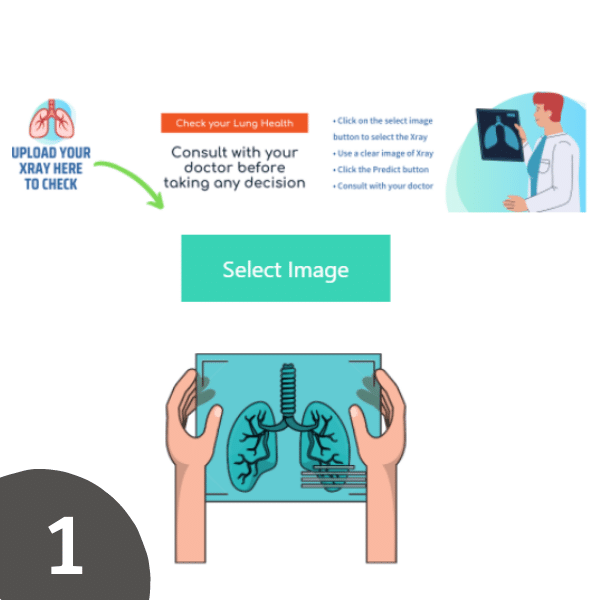 UPLOAD YOUR
XRAY HERE
TO CHECK
Check your Lung Health
Consult with your
doctor before
taking any decision
• Click on the select image
button to select the Xray
• Use a clear image of Xray
• Click the Predict button
• Consult with your doctor
Select Image
1